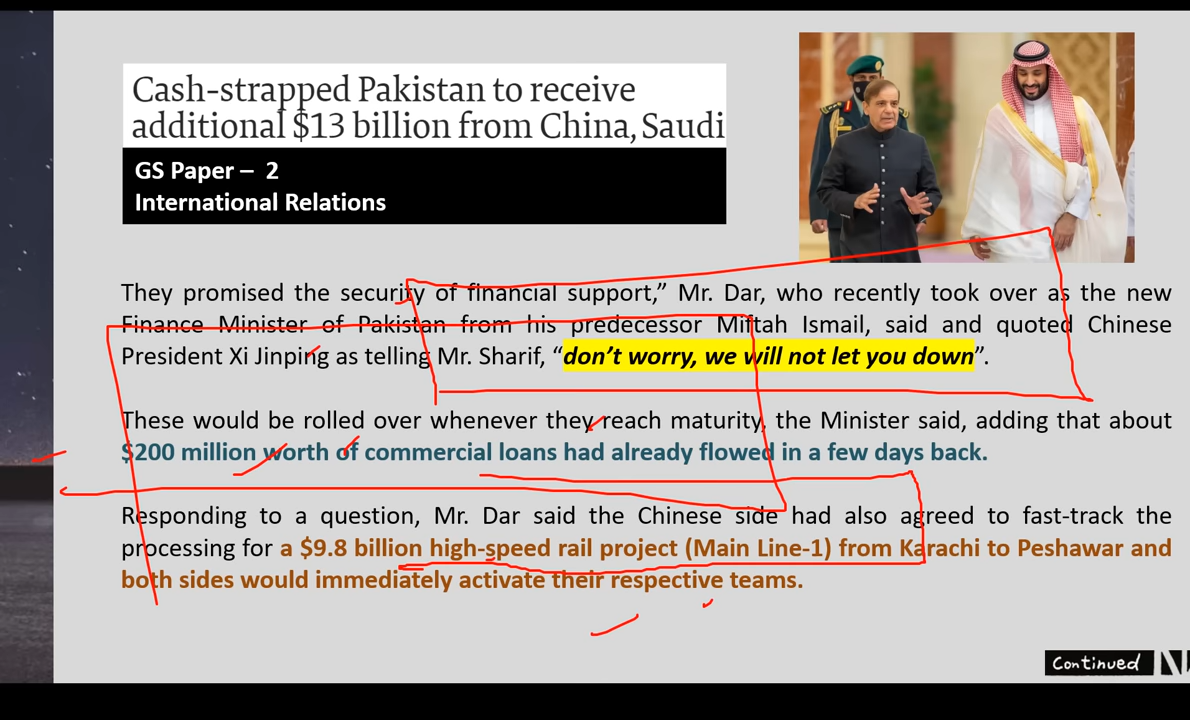 Cash-strapped Pakistan to receive
additional $13 billion from China, Saudi
GS Paper – 2
International Relations
They promised the security of financial support,” Mr. Dar, who recently took over as the new
Finance Minister of Pakistan from his predecessor Miftah Ismail, said and quoted Chinese
President Xi Jinping as telling Mr. Sharif, “don’t worry, we will not let you down”.
These would be rolled over whenever they reach maturity, the Minister said, adding that about
$200 million worth of commercial loans had already flowed in a few days back.
Responding to a question, Mr. Dar said the Chinese side had also agreed to fast-track the
processing for a $9.8 billion high-speed rail project (Main Line-1) from Karachi to Peshawar and
both sides would immediately activate their respective teams.
Continued